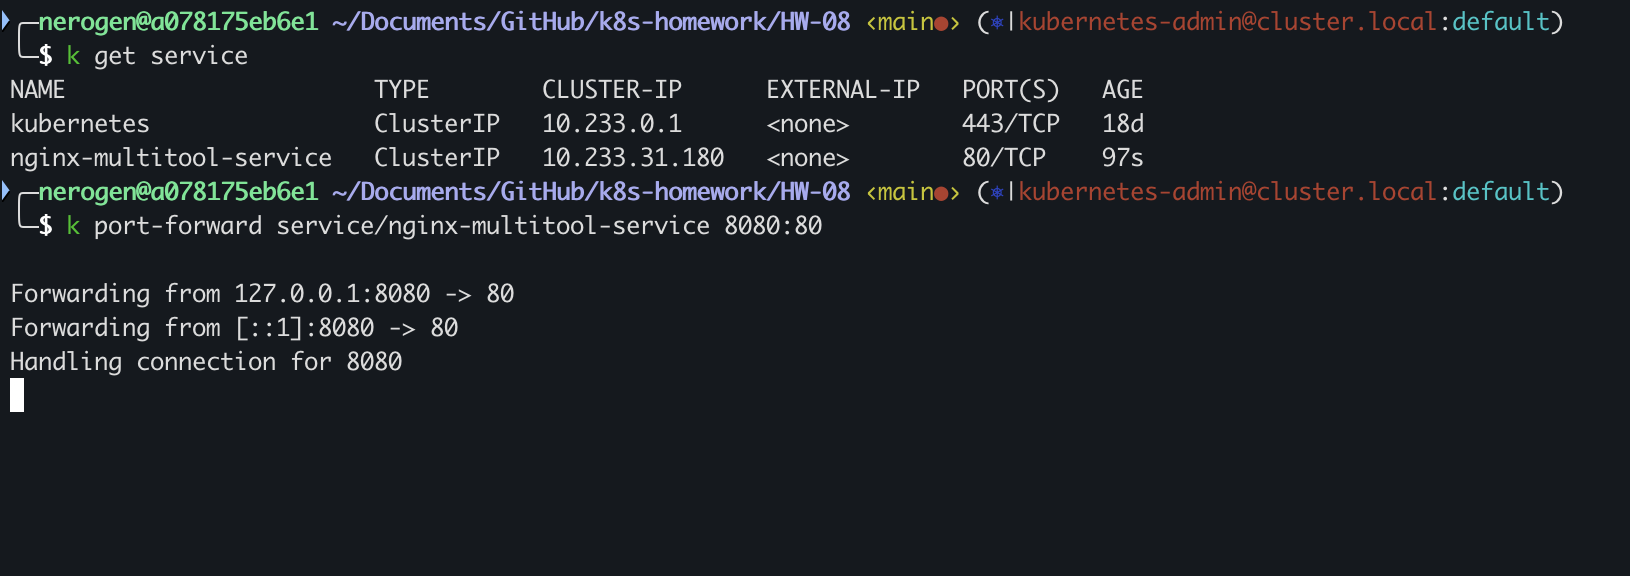 nerogen@a078175eb6e1 ~/Documents/GitHub/k8s-homework/HW-08 ‹main●› (⎈|kubernetes-admin@cluster.local:default)
$ k get service
NAME TYPE CLUSTER-IP EXTERNAL-IP PORT(S) AGE
kubernetes ClusterIP 10.233.0.1 <none> 443/TCP 18d
nginx-multitool-service ClusterIP 10.233.31.180 <none> 80/TCP 97s
nerogen@a078175eb6e1 ~/Documents/GitHub/k8s-homework/HW-08 ‹main●› (⎈|kubernetes-admin@cluster.local:default)
$ k port-forward service/nginx-multitool-service 8080:80
Forwarding from 127.0.0.1:8080 -> 80
Forwarding from [::1]:8080 -> 80
Handling connection for 8080